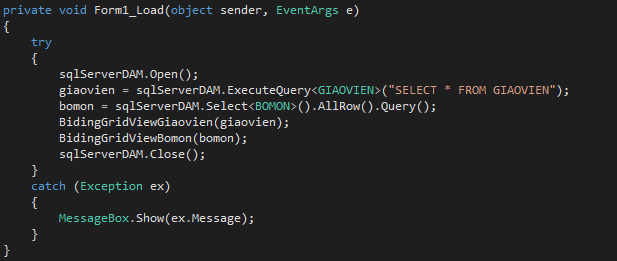 private void Form1_Load(object sender, EventArgs e)
{
    try
    {
        sqlServerDAM.Open();
        giaovien = sqlServerDAM.ExecuteQuery<GIAOVIEN>("SELECT * FROM GIAOVIEN");
        bomon = sqlServerDAM.Select<BOMON>().AllRow().Query();
        BidingGridViewGiaovien(giaovien);
        BidingGridViewBomon(bomon);
        sqlServerDAM.Close();
    }
    catch (Exception ex)
    {
        MessageBox.Show(ex.Message);
    }
}